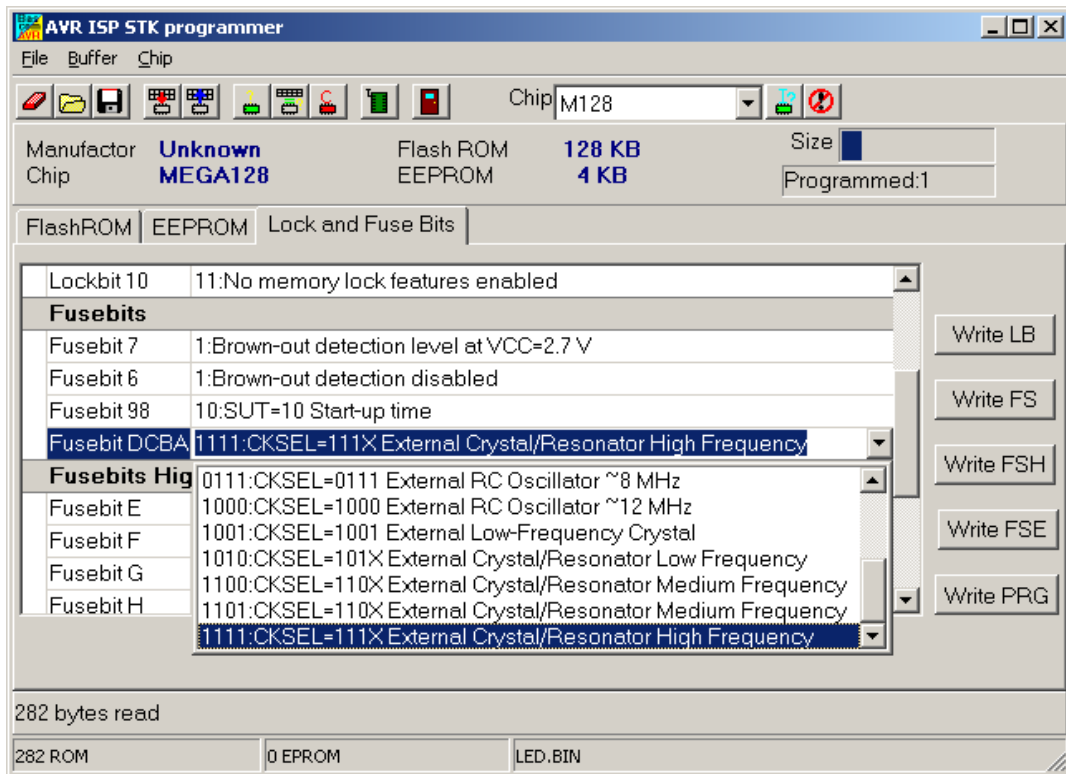 AVR ISP STK programmer
File Buffer Chip
Chip M128
Manufactor Unknown Flash ROM 128 KB Size
Chip MEGA128 EEPROM 4 KB Programmed:1
FlashROM EEPROM Lock and Fuse Bits
Lockbit 10 11:No memory lock features enabled
Fusebits
Fusebit 7 1:Brown-out detection level at VCC=2.7 V
Write LB
Fusebit 6 1:Brown-out detection disabled
Fusebit 98 10:SUT=10 Start-up time
Write FS
Fusebit DCBA 1111:CKSEL=111X External Crystal/Resonator High Frequency
Fusebits Hig
Write FSH
0111:CKSEL=0111 External RC Oscillator ~8 MHz
Fusebit E
1000:CKSEL=1000 External RC Oscillator ~12 MHz
1001:CKSEL=1001 External Low-Frequency Crystal
Write FSE
Fusebit F
1010:CKSEL=101X External Crystal/Resonator Low Frequency
Fusebit G
1100:CKSEL=110X External Crystal/Resonator Medium Frequency
Write PRG
Fusebit H
1101:CKSEL=110X External Crystal/Resonator Medium Frequency
1111:CKSEL=111X External Crystal/Resonator High Frequency
282 bytes read
282 ROM 0 EPROM LED.BIN